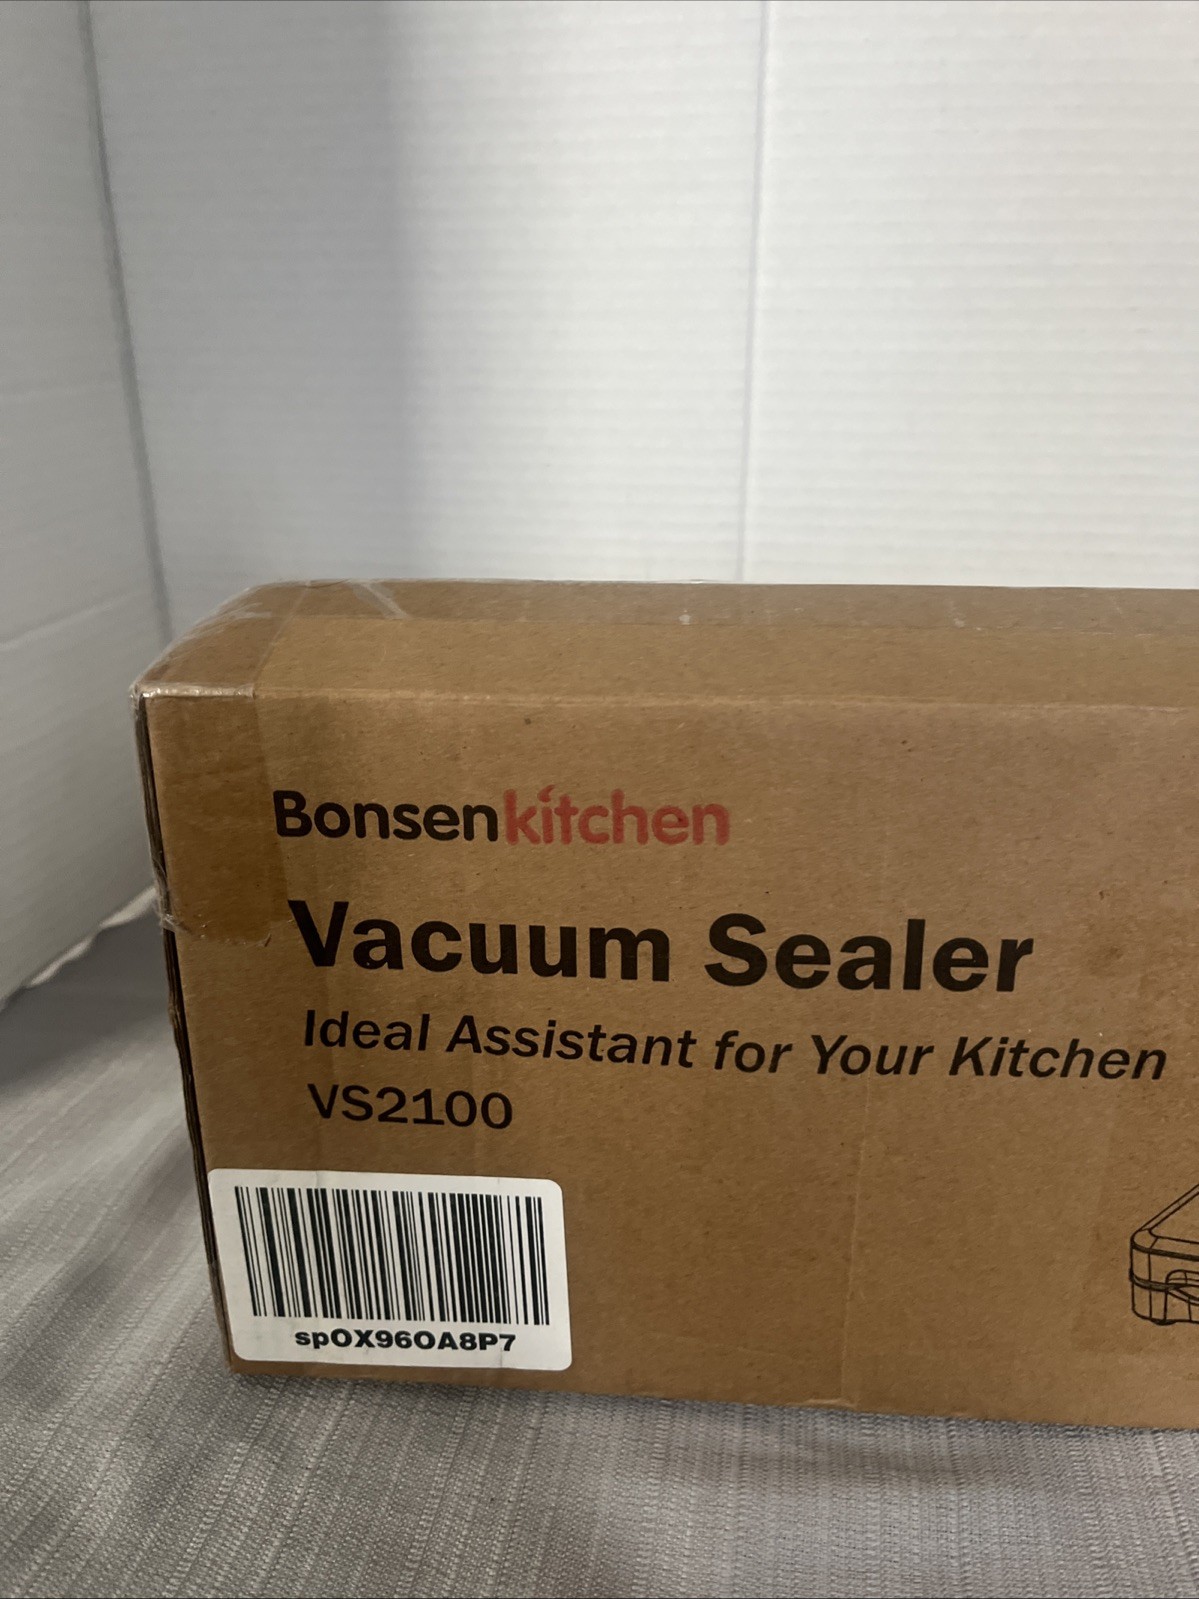 Bonsenkitchen
Vacuum Sealer
Ideal Assistant for Your Kitchen
VS2100
spOX96OA8P7